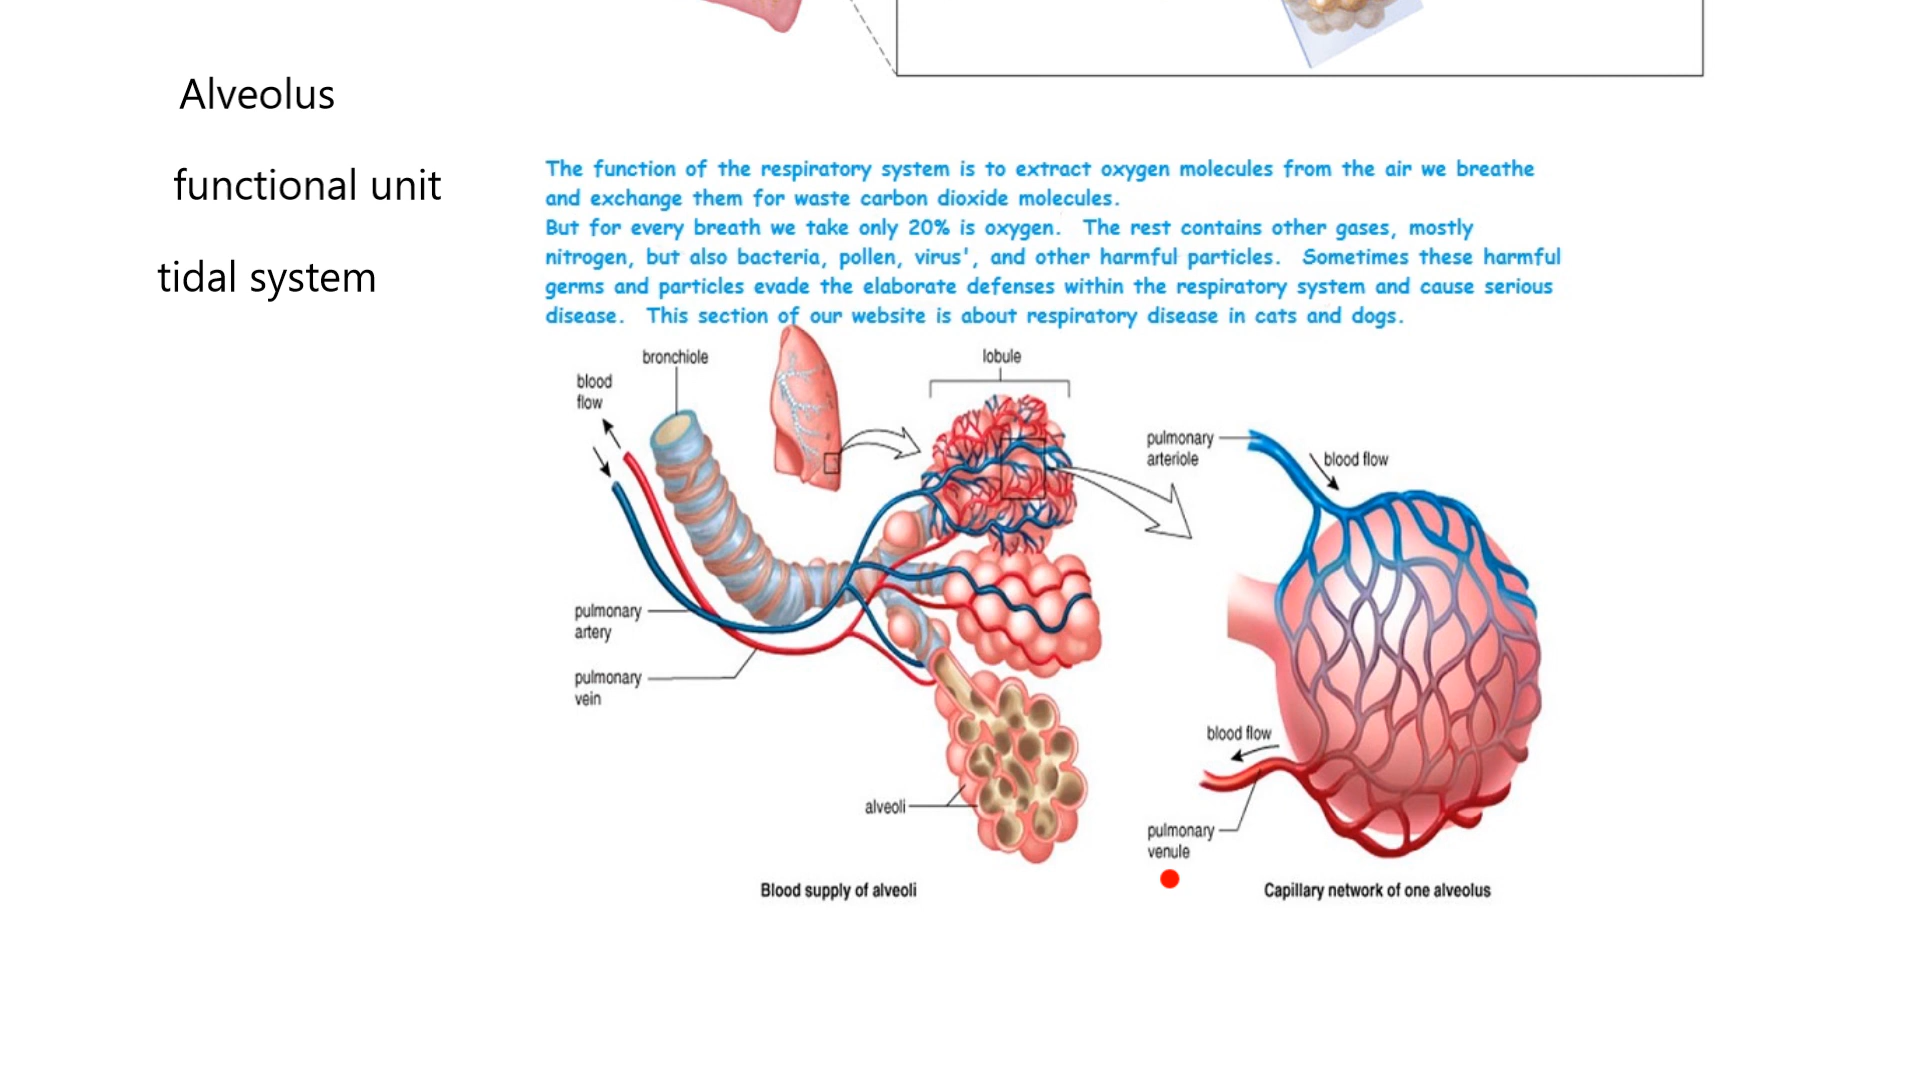 Alveolus
functional unit
tidal system
The function of the respiratory system is to extract oxygen molecules from the air we breathe
and exchange them for waste carbon dioxide molecules.
But for every breath we take only 20% is oxygen. The rest contains other gases, mostly
nitrogen, but also bacteria, pollen, virus', and other harmful particles. Sometimes these harmful
germs and particles evade the elaborate defenses within the respiratory system and cause serious
disease. This section of our website is about respiratory disease in cats and dogs.
bronchiole
lobule
blood
flow
pulmonary
arteriole
blood flow
pulmonary
artery
pulmonary
vein
blood flow
alveoli
pulmonary
venule
Blood supply of alveoli
Capillary network of one alveolus